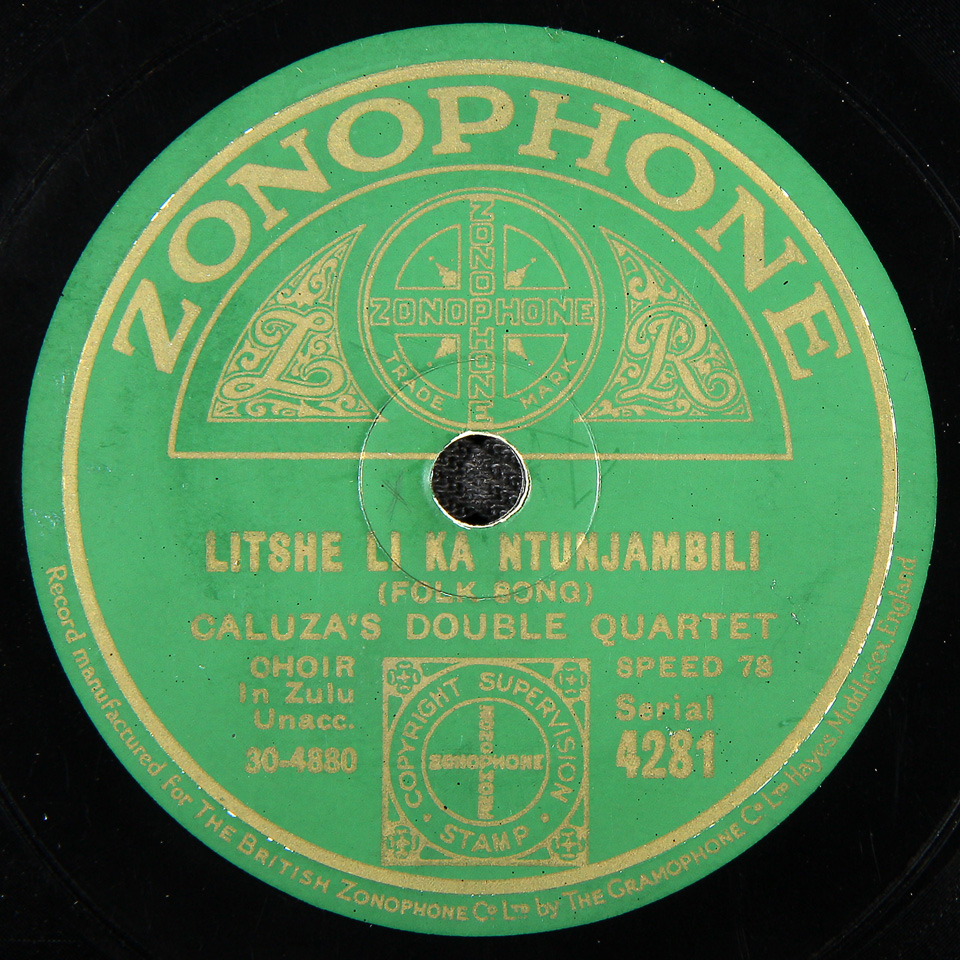 ZONOPHONE
ZONOPHONE
ZONOPHONE
TRADE MARK
Z
R
LITSHE LI KA NTUNJAMBILI
(FOLK SONG)
CALUZA'S DOUBLE QUARTET
CHOIR
In Zulu
Unacc.
30-4880
SPEED 78
Serial
4281
COPYRIGHT SUPERVISION
· STAMP ·
ZONOPHONE
ZONOPHONE
Record manufactured for THE BRITISH ZONOPHONE Co LTD by THE GRAMOPHONE Co LTD Hayes, Middlesex, England